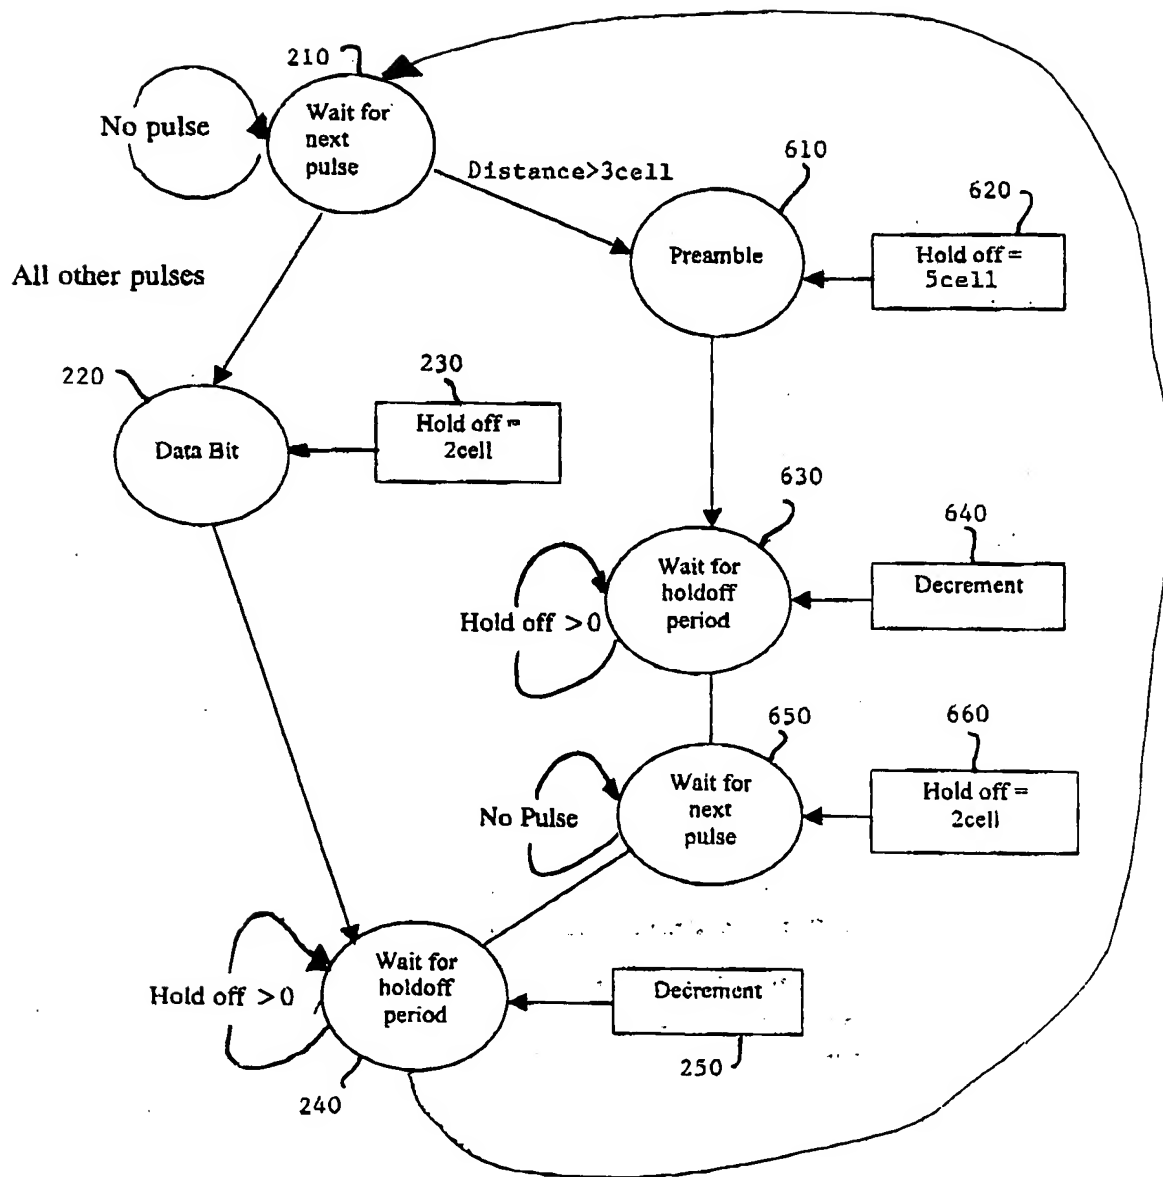 210
Wait for
next
pulse
No pulse
Distance>3cell
610
Preamble
620
Hold off =
5cell
All other pulses
220
Data Bit
230
Hold off =
2cell
630
Wait for
holdoff
period
Hold off >0
640
Decrement
650
Wait for
next
pulse
No Pulse
660
Hold off =
2cell
Wait for
holdoff
period
Hold off >0
240
Decrement
250